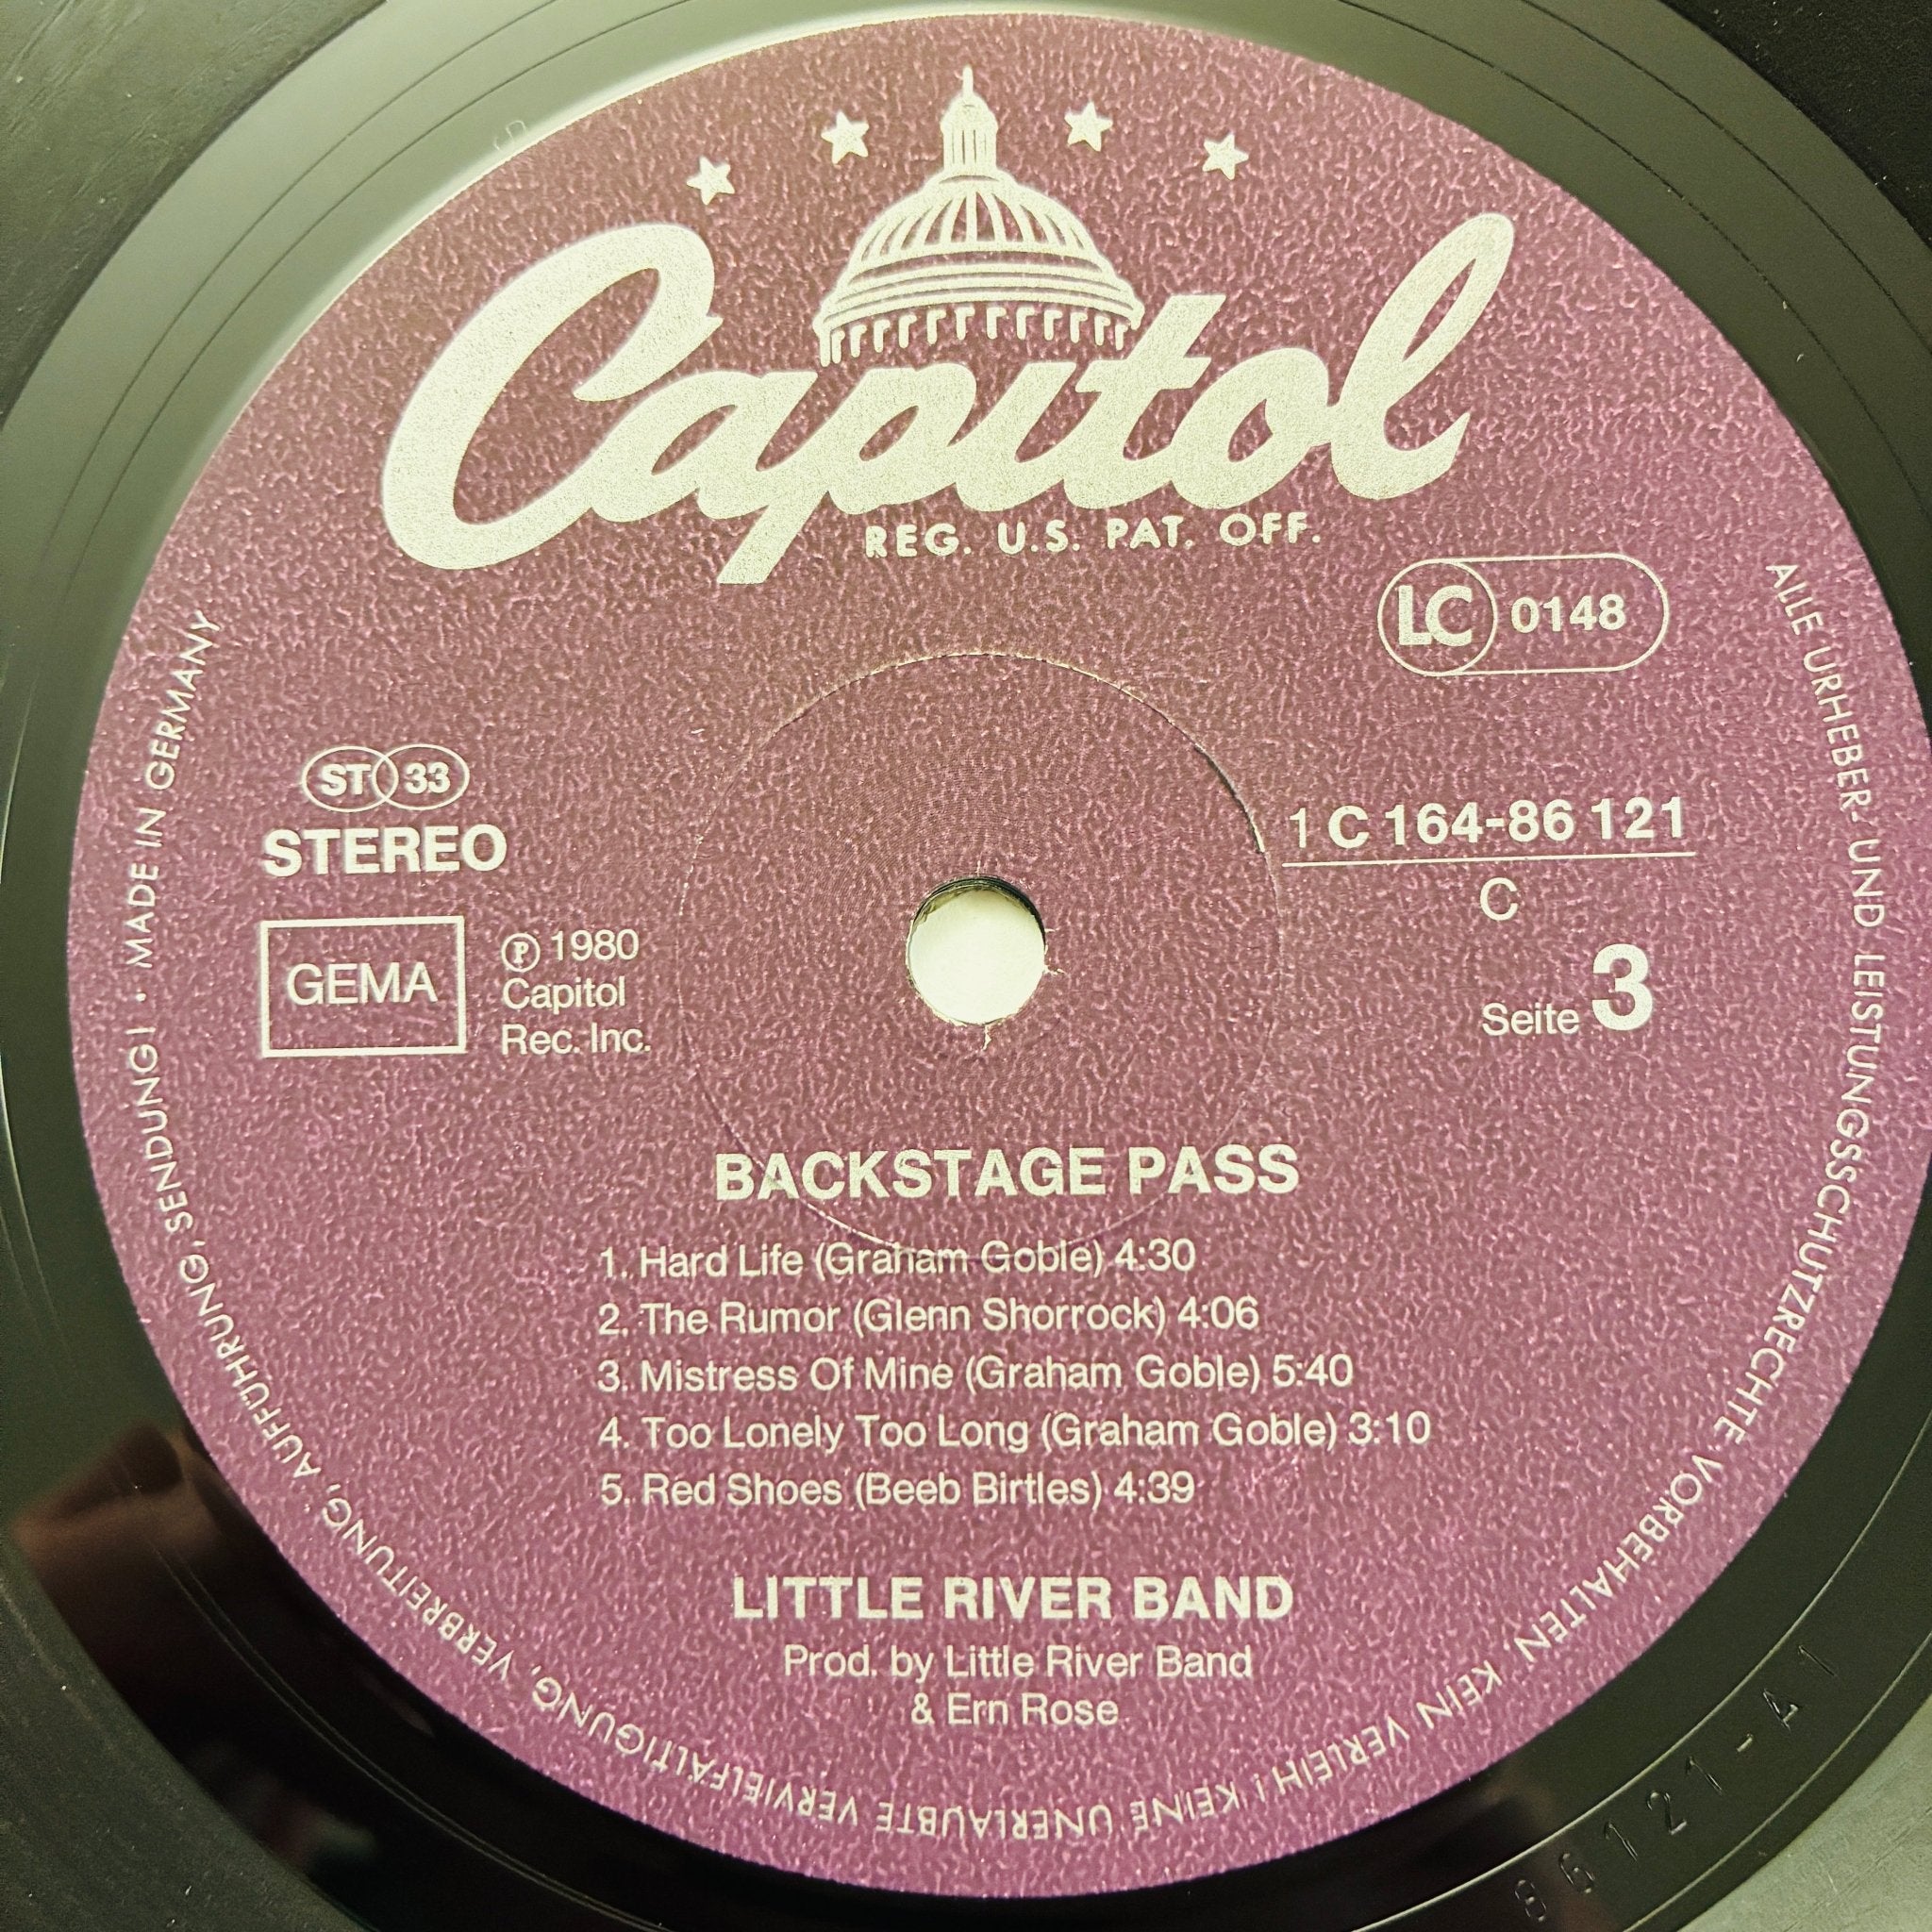 Capitol
REG. U.S. PAT. OFF.
LC 0148
ST 33
STEREO
GEMA
℗ 1980
Capitol
Rec. Inc.
1 C 164-86 121
C
Seite 3
BACKSTAGE PASS
1. Hard Life (Graham Goble) 4:30
2. The Rumor (Glenn Shorrock) 4:06
3. Mistress Of Mine (Graham Goble) 5:40
4. Too Lonely Too Long (Graham Goble) 3:10
5. Red Shoes (Beeb Birtles) 4:39
LITTLE RIVER BAND
Prod. by Little River Band
& Ern Rose
ALLE URHEBER- UND LEISTUNGSSCHUTZRECHTE VORBEHALTEN KEIN VERLEIH! KEINE UNERLAUBTE VERVIELFÄLTIGUNG, VERBREITUNG, AUFFÜHRUNG, SENDUNG! · MADE IN GERMANY
86121-A1